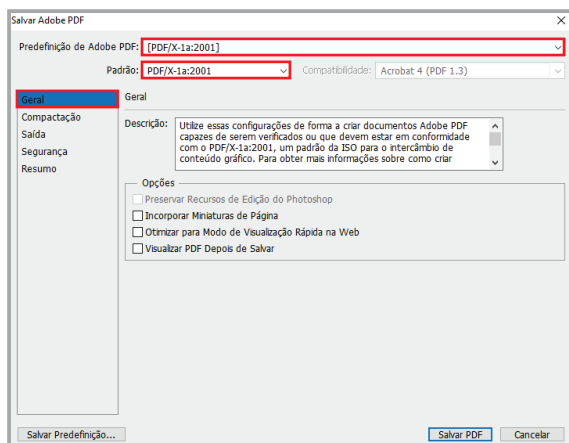 Salvar Adobe PDF
Predefinição de Adobe PDF: [PDF/X-1a:2001]
Padrão: PDF/X-1a:2001 Compatibilidade: Acrobat 4 (PDF 1.3)
Geral
Compactação
Saída
Segurança
Resumo
Geral
Descrição: Utilize essas configurações de forma a criar documentos Adobe PDF
capazes de serem verificados ou que devem estar em conformidade
com o PDF/X-1a:2001, um padrão da ISO para o intercâmbio de
conteúdo gráfico. Para obter mais informações sobre como criar
Opções
Preservar Recursos de Edição do Photoshop
Incorporar Miniaturas de Página
Otimizar para Modo de Visualização Rápida na Web
Visualizar PDF Depois de Salvar
Salvar Predefinição... Salvar PDF Cancelar